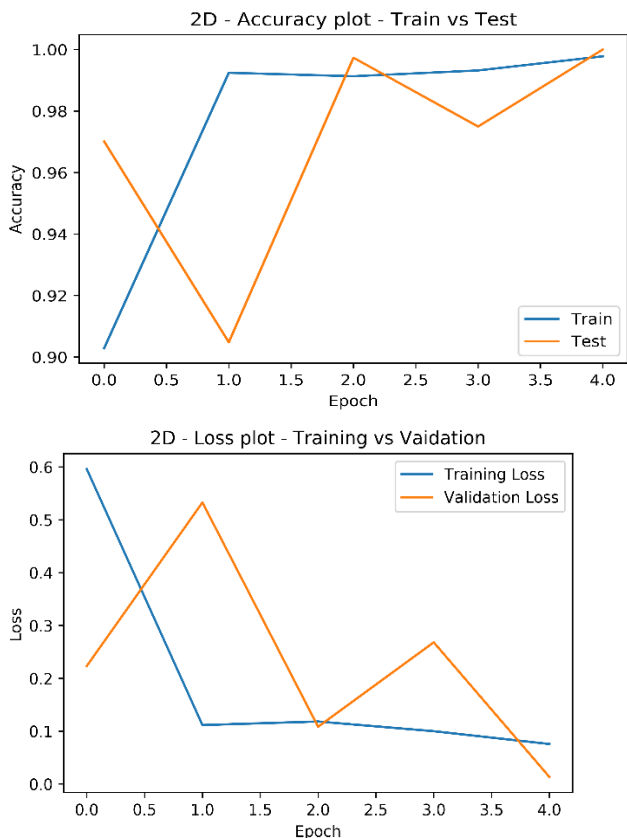 2D - Accuracy plot - Train vs Test
1.00
0.98
0.96
0.94
0.92
0.90
Accuracy
Train
Test
0.0 0.5 1.0 1.5 2.0 2.5 3.0 3.5 4.0
Epoch
2D - Loss plot - Training vs Vaidation
0.6
0.5
0.4
0.3
0.2
0.1
0.0
Loss
Training Loss
Validation Loss
0.0 0.5 1.0 1.5 2.0 2.5 3.0 3.5 4.0
Epoch